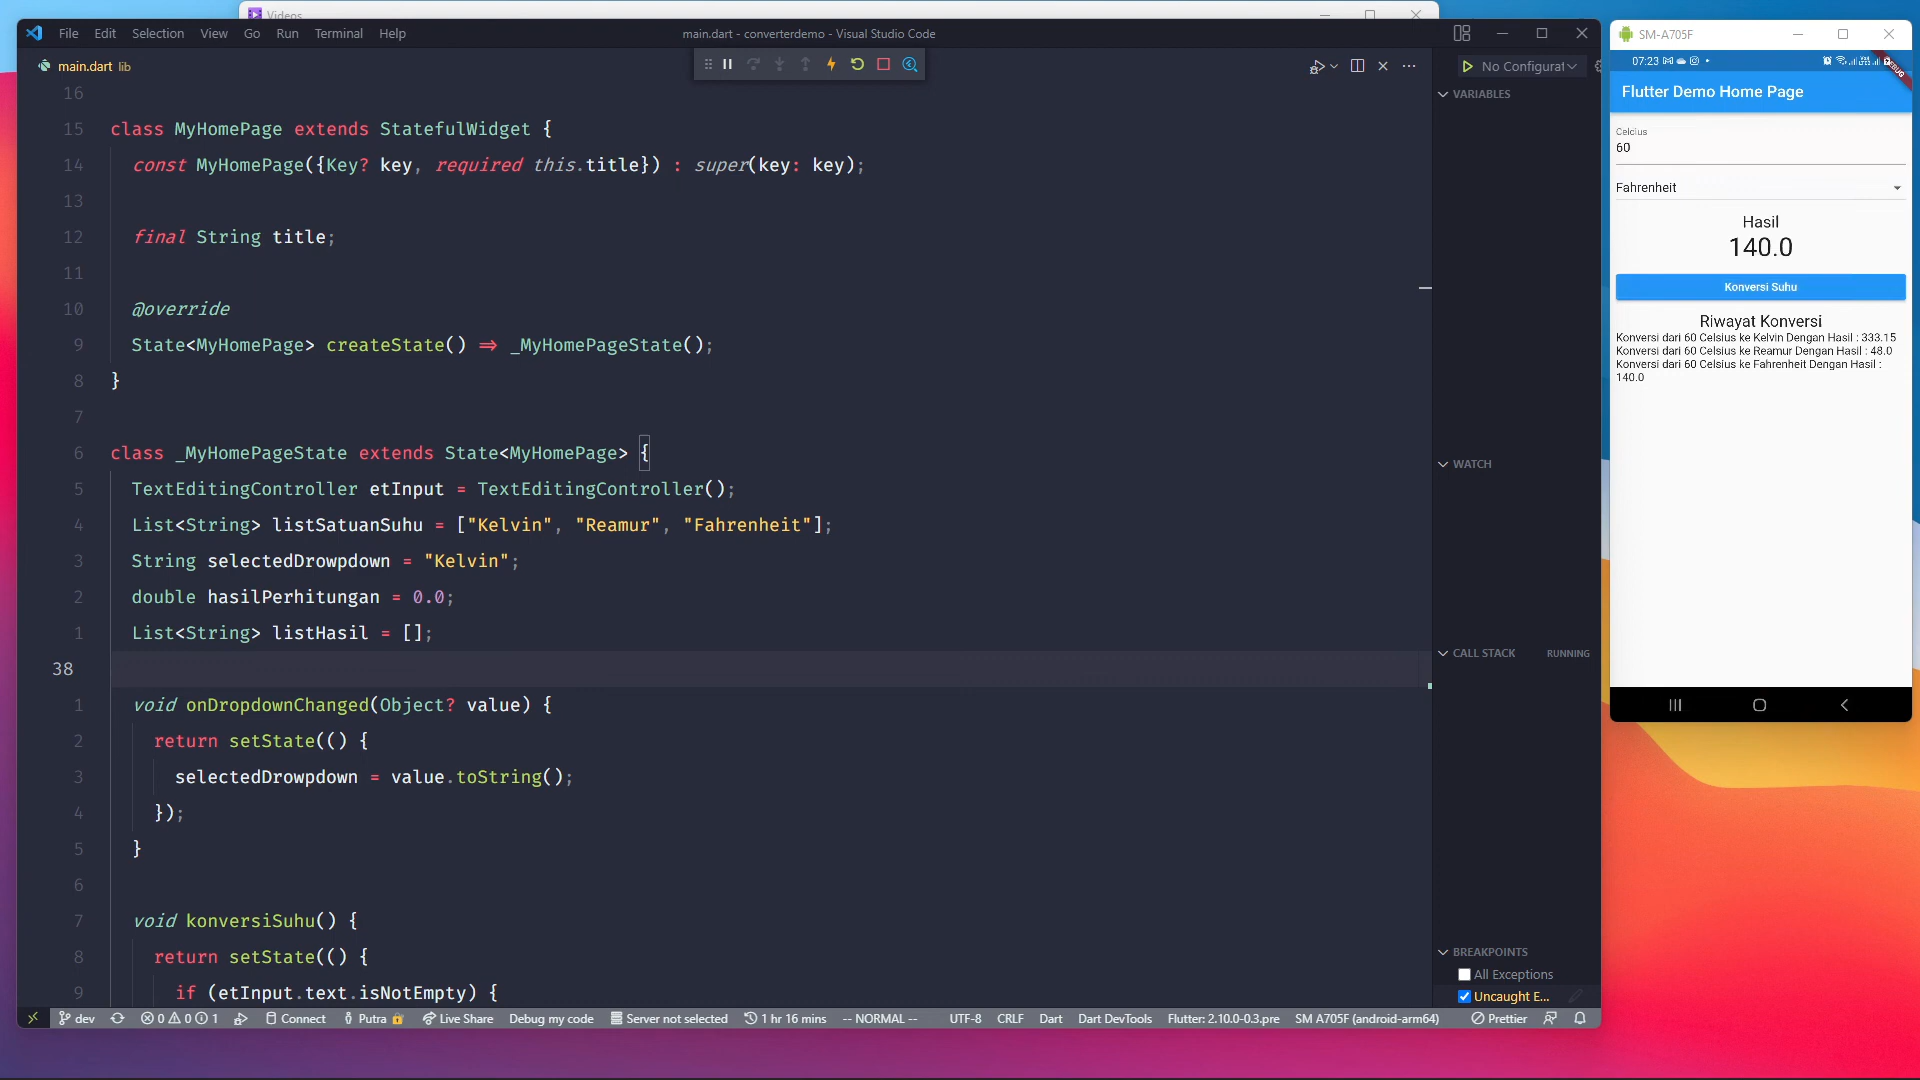 Videos
File Edit Selection View Go Run Terminal Help
main.dart - converterdemo - Visual Studio Code
main.dart lib
16
15 class MyHomePage extends StatefulWidget {
14 const MyHomePage({Key? key, required this.title}) : super(key: key);
13
12 final String title;
11
10 @override
9 State<MyHomePage> createState() => _MyHomePageState();
8 }
7
6 class _MyHomePageState extends State<MyHomePage> {
5 TextEditingController etInput = TextEditingController();
4 List<String> listSatuanSuhu = ["Kelvin", "Reamur", "Fahrenheit"];
3 String selectedDrowpdown = "Kelvin";
2 double hasilPerhitungan = 0.0;
1 List<String> listHasil = [];
38
1 void onDropdownChanged(Object? value) {
2 return setState(() {
3 selectedDrowpdown = value.toString();
4 });
5 }
6
7 void konversiSuhu() {
8 return setState(() {
9 if (etInput.text.isNotEmpty) {
No Configurat
VARIABLES
WATCH
CALL STACK RUNNING
BREAKPOINTS
All Exceptions
Uncaught E...
dev 0 0 1 Connect Putra Live Share Debug my code Server not selected 1 hr 16 mins -- NORMAL -- UTF-8 CRLF Dart Dart DevTools Flutter: 2.10.0-0.3.pre SM A705F (android-arm64) Prettier
SM-A705F
07:23
DEBUG
Flutter Demo Home Page
Celcius
60
Fahrenheit
Hasil
140.0
Konversi Suhu
Riwayat Konversi
Konversi dari 60 Celsius ke Kelvin Dengan Hasil : 333.15
Konversi dari 60 Celsius ke Reamur Dengan Hasil : 48.0
Konversi dari 60 Celsius ke Fahrenheit Dengan Hasil :
140.0